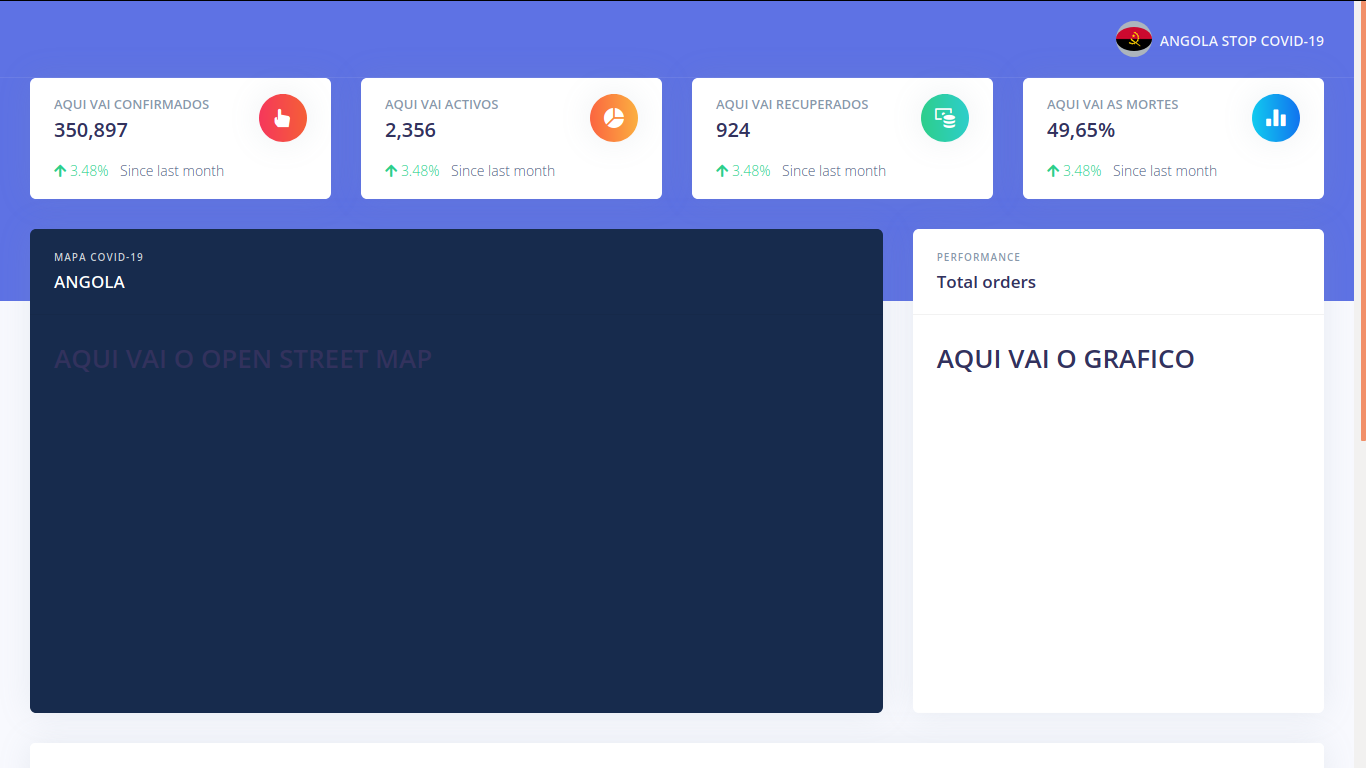 ANGOLA STOP COVID-19
AQUI VAI CONFIRMADOS
350,897
3.48% Since last month
AQUI VAI ACTIVOS
2,356
3.48% Since last month
AQUI VAI RECUPERADOS
924
3.48% Since last month
AQUI VAI AS MORTES
49,65%
3.48% Since last month
MAPA COVID-19
ANGOLA
AQUI VAI O OPEN STREET MAP
PERFORMANCE
Total orders
AQUI VAI O GRAFICO